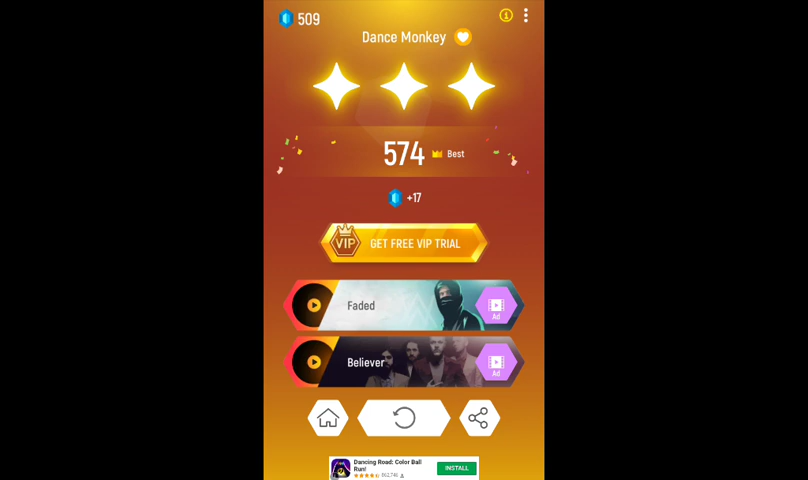 509
Dance Monkey
574 Best
+17
VIP GET FREE VIP TRIAL
Faded
Ad
Believer
Ad
Dancing Road: Color Ball
Run!
INSTALL